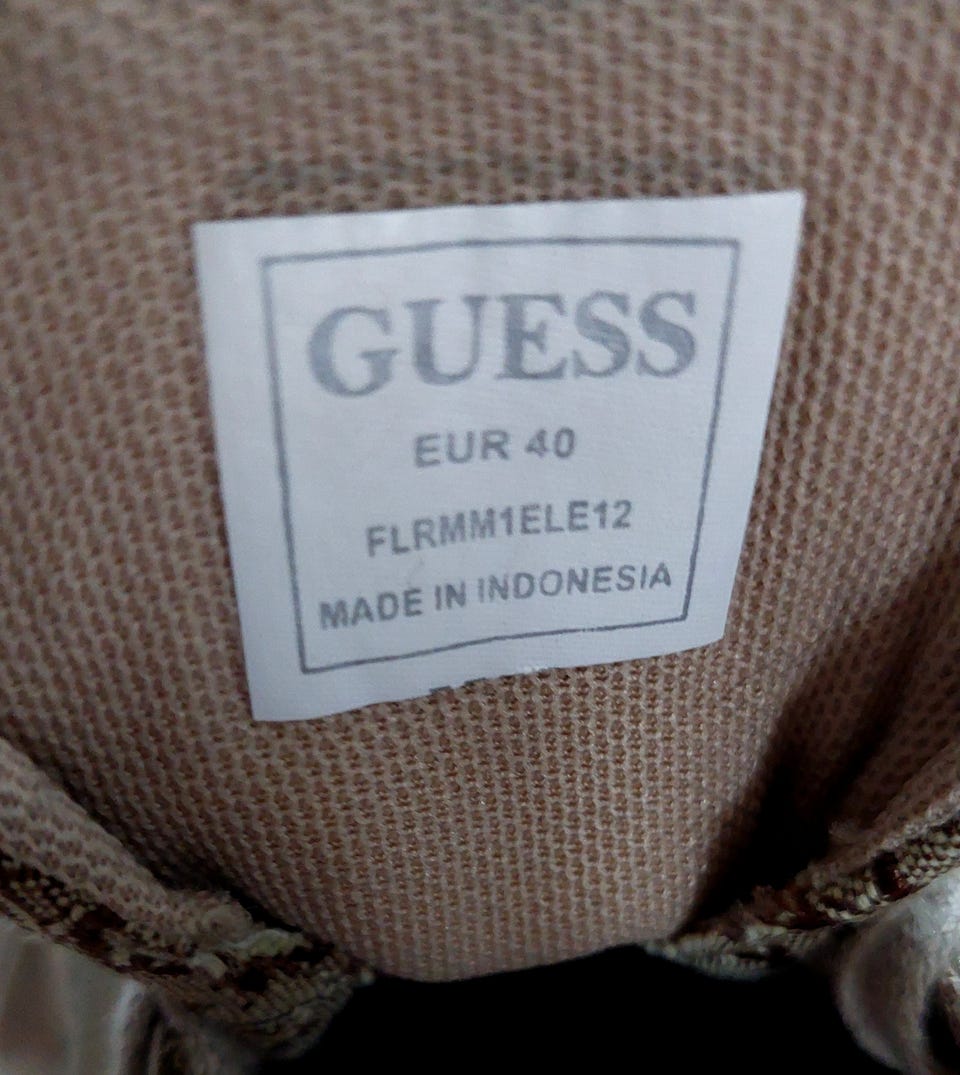 GUESS
EUR 40
FLRMM1ELE12
MADE IN INDONESIA